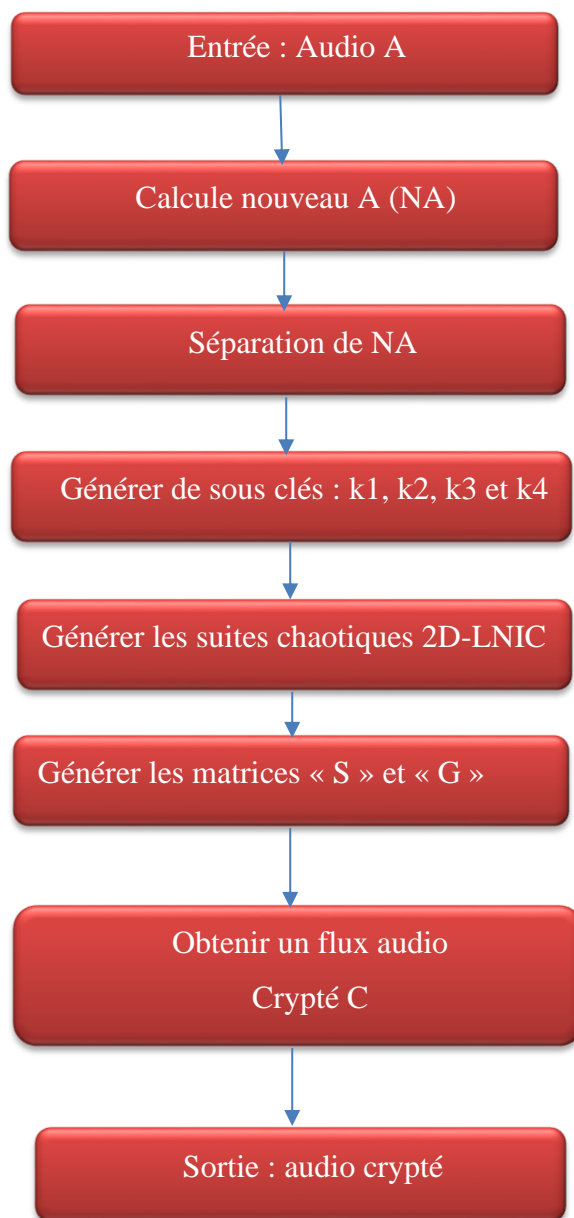 Entrée : Audio A
Calcule nouveau A (NA)
Séparation de NA
Générer de sous clés : k1, k2, k3 et k4
Générer les suites chaotiques 2D-LNIC
Générer les matrices « S » et « G »
Obtenir un flux audio
Crypté C
Sortie : audio crypté